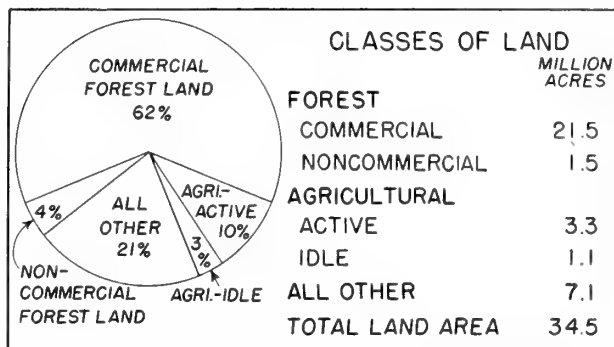 COMMERCIAL
FOREST LAND
62%
4%
ALL
OTHER
21%
3
%
AGRI.-
ACTIVE
10%
NON-
COMMERCIAL
FOREST LAND
AGRI.-IDLE
CLASSES OF LAND
MILLION
ACRES
FOREST
COMMERCIAL 21.5
NONCOMMERCIAL 1.5
AGRICULTURAL
ACTIVE 3.3
IDLE 1.1
ALL OTHER 7.1
TOTAL LAND AREA 34.5